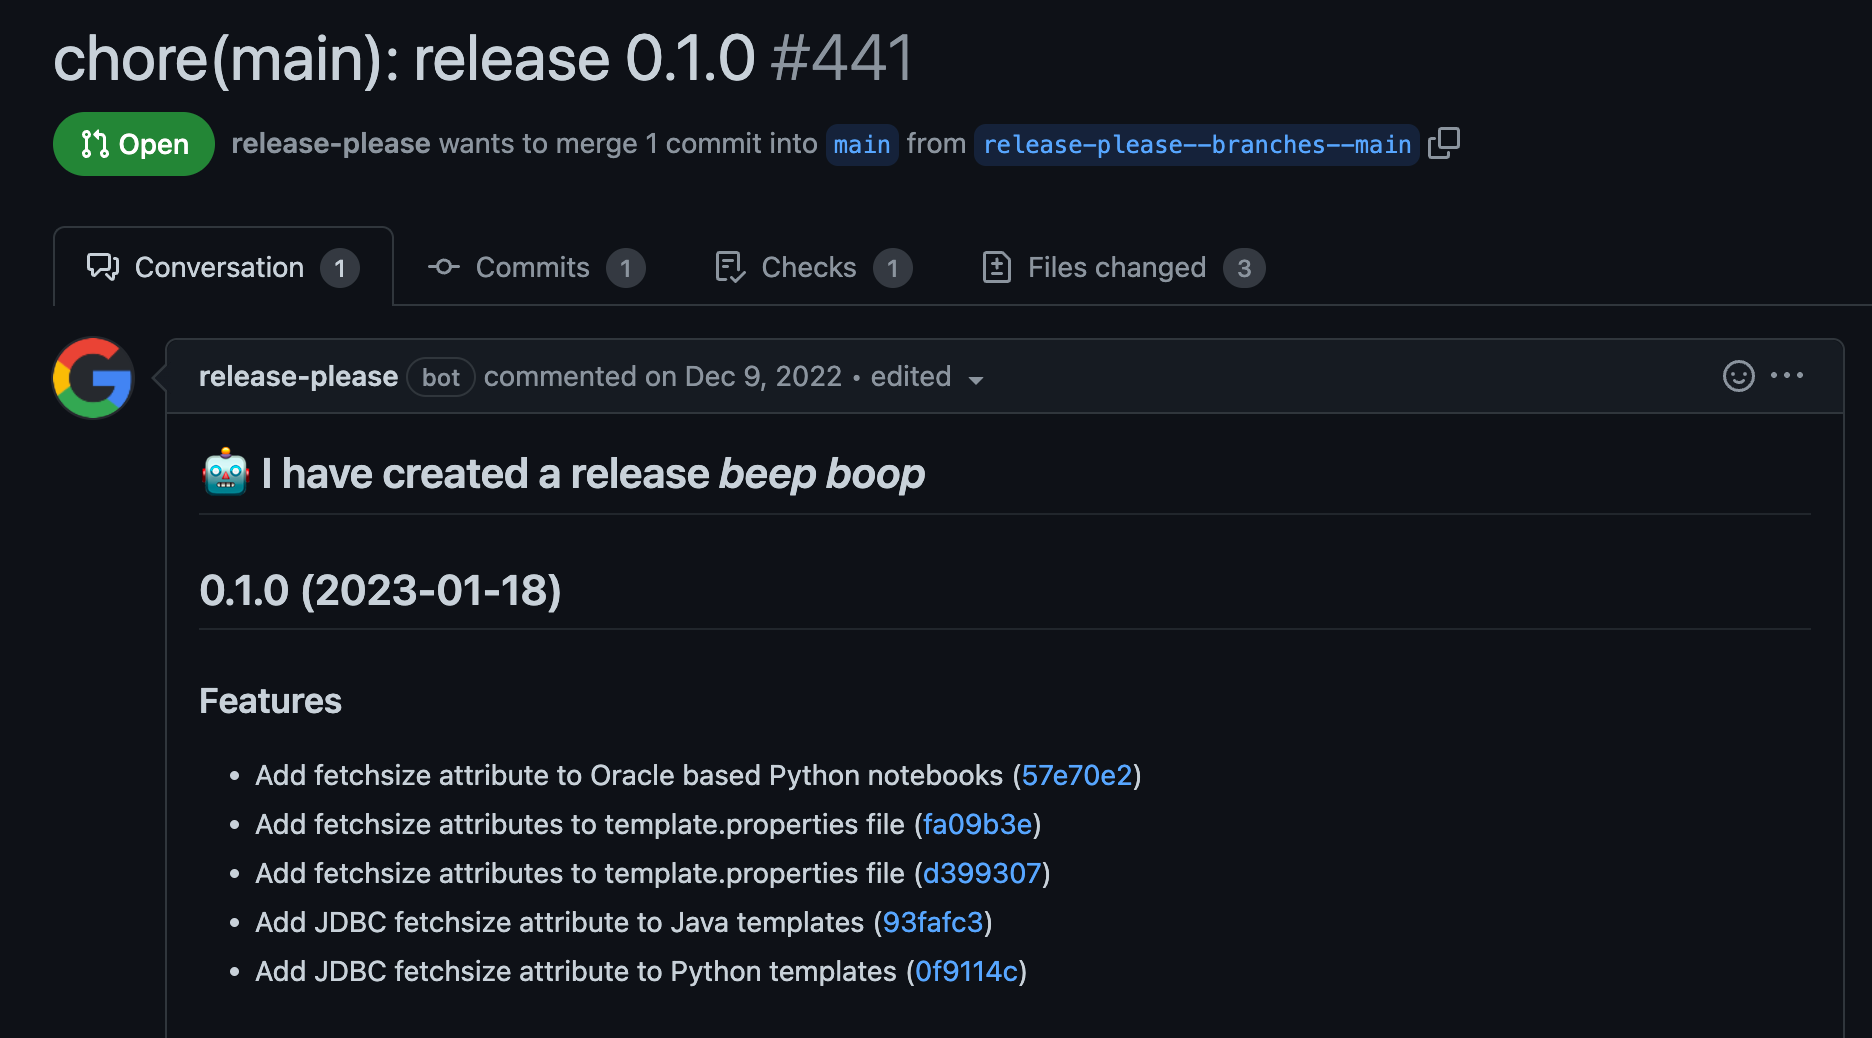 chore(main): release 0.1.0 #441
Open release-please wants to merge 1 commit into main from release-please--branches--main
Conversation 1 Commits 1 Checks 1 Files changed 3
release-please bot commented on Dec 9, 2022 • edited
I have created a release beep boop
0.1.0 (2023-01-18)
Features
• Add fetchsize attribute to Oracle based Python notebooks (57e70e2)
• Add fetchsize attributes to template.properties file (fa09b3e)
• Add fetchsize attributes to template.properties file (d399307)
• Add JDBC fetchsize attribute to Java templates (93fafc3)
• Add JDBC fetchsize attribute to Python templates (0f9114c)